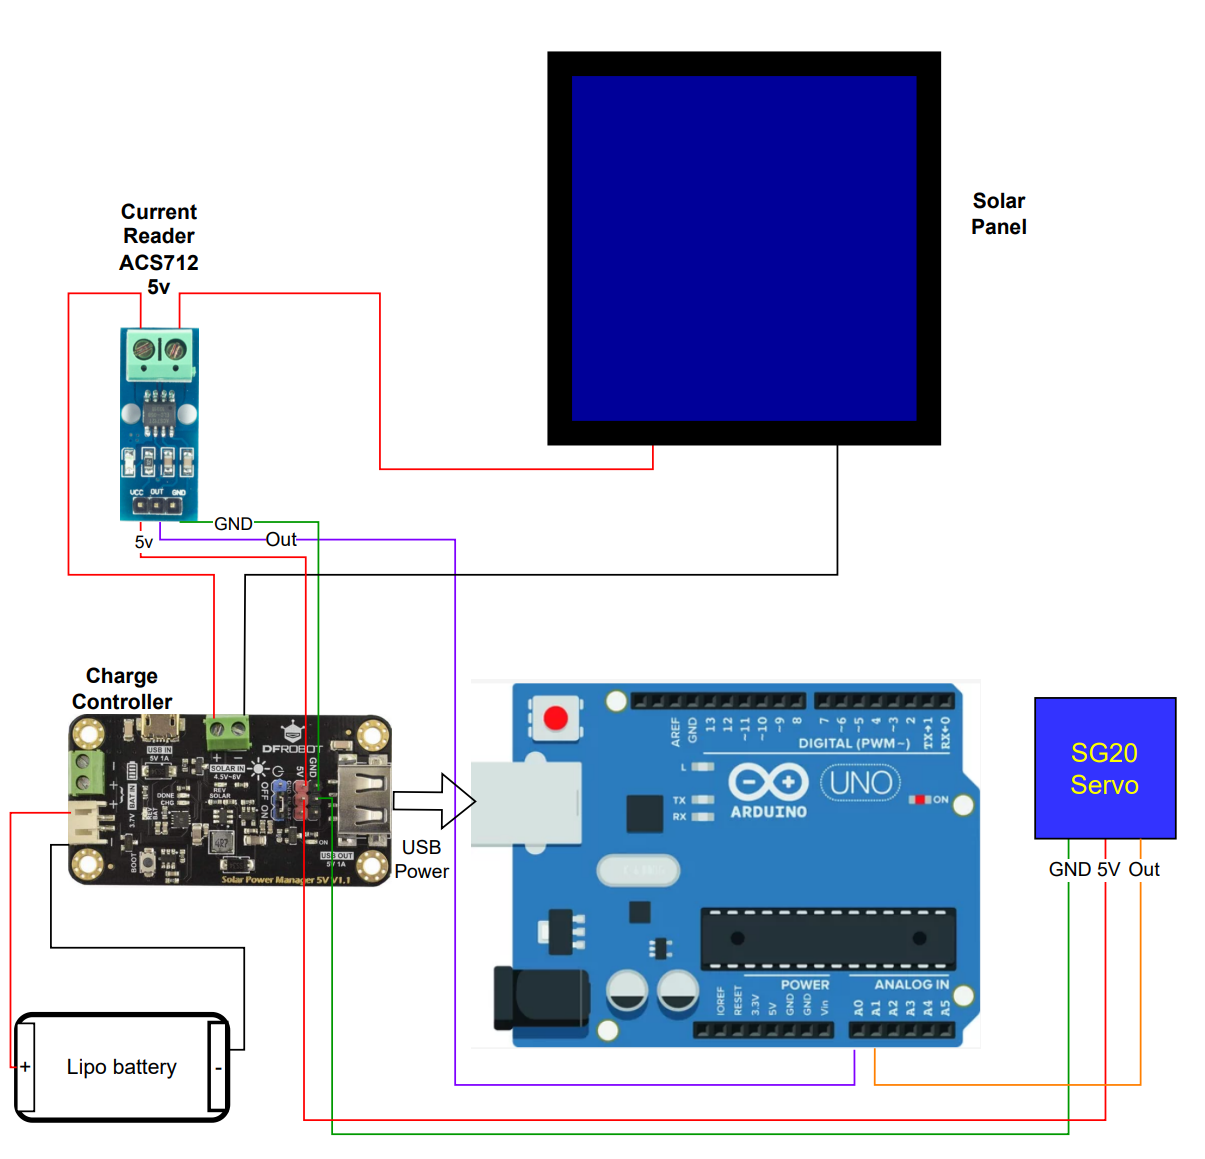 Solar
Panel
Current
Reader
ACS712
5v
VCC OUT GND
GND
Out
5v
Charge
Controller
USB IN
5V 1A
SOLAR IN
4.5V~6V
DFROBOT
5V
GND
OFF ON
REV
SOLAR
DONE
CHG
BAT IN
3.7V
REV
BAT
BOOT
4R7
ON
USB OUT
5V 1A
Solar Power Manager 5V V1.1
USB
Power
AREF
GND
13
12
~11
~10
~9
8
7
~6
~5
4
~3
2
TX→1
RX←0
DIGITAL (PWM~)
L
TX
RX
ARDUINO
UNO
ON
POWER
ANALOG IN
IOREF
RESET
3.3V
5V
GND
GND
Vin
A0
A1
A2
A3
A4
A5
SG20
Servo
GND 5V Out
+ Lipo battery -